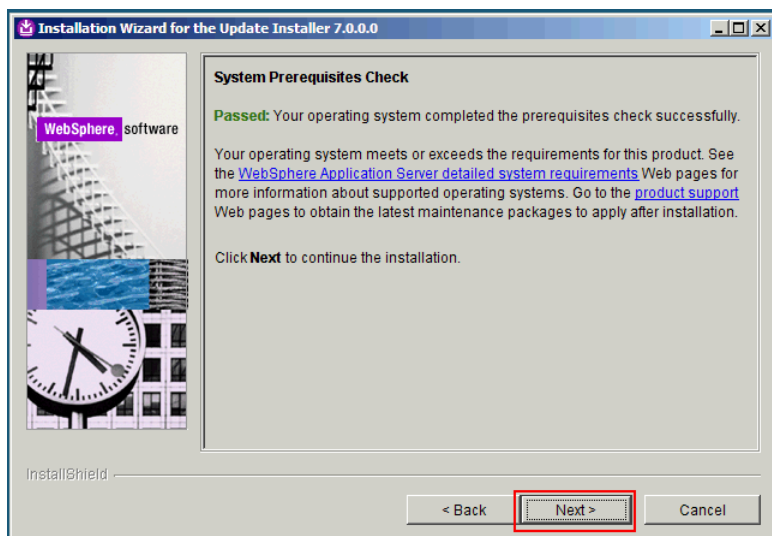 Installation Wizard for the Update Installer 7.0.0.0
WebSphere. software
System Prerequisites Check
Passed: Your operating system completed the prerequisites check successfully.
Your operating system meets or exceeds the requirements for this product. See
the WebSphere Application Server detailed system requirements Web pages for
more information about supported operating systems. Go to the product support
Web pages to obtain the latest maintenance packages to apply after installation.
Click Next to continue the installation.
InstallShield
< Back
Next >
Cancel